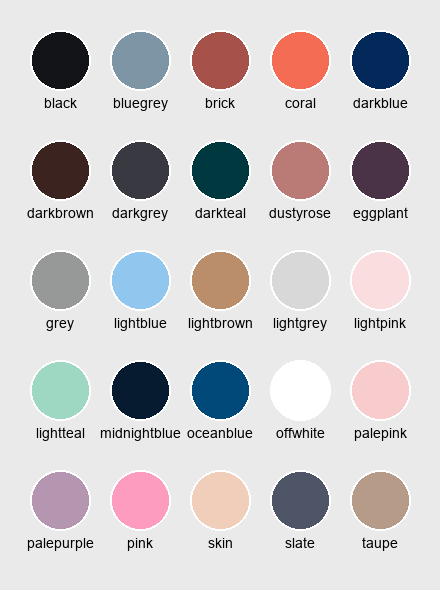 black bluegrey brick coral darkblue
darkbrown darkgrey darkteal dustyrose eggplant
grey lightblue lightbrown lightgrey lightpink
lightteal midnightblue oceanblue offwhite palepink
palepurple pink skin slate taupe